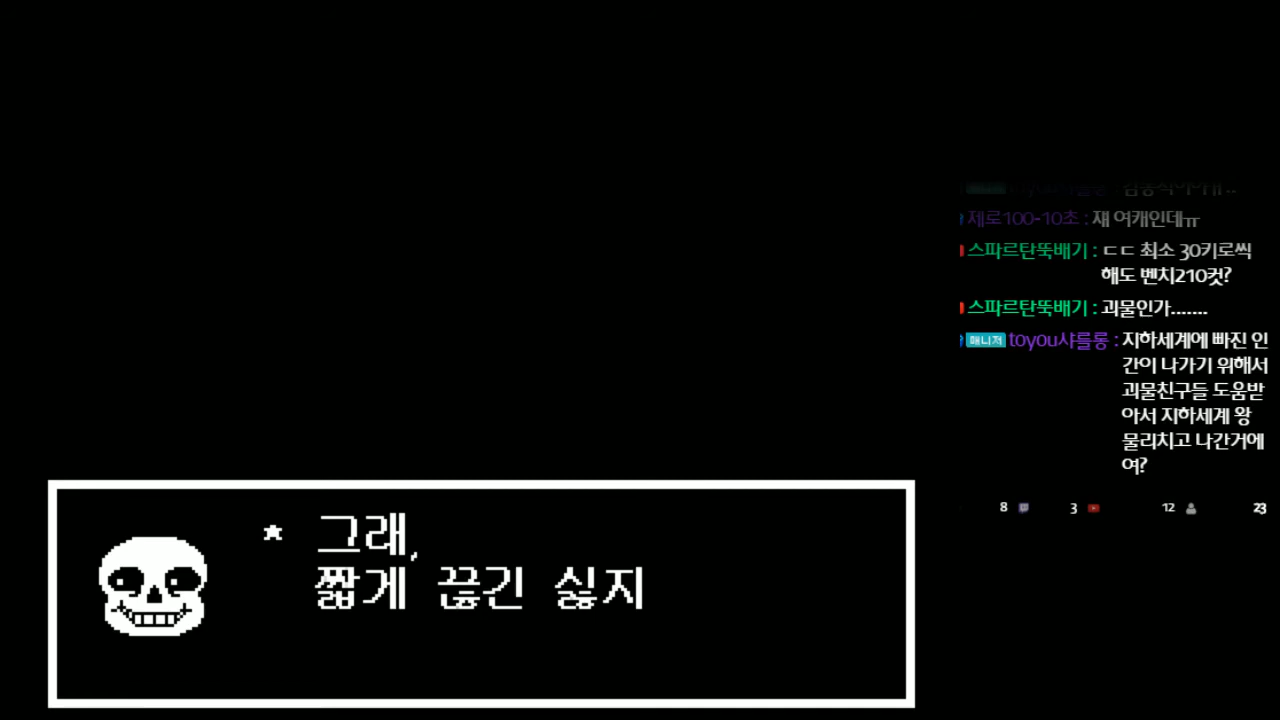 제로100-10초 : 쟤 여캐인데ㅠ
스파르탄뚝배기 : ㄷㄷ 최소 30키로씩
해도 벤치210컷?
스파르탄뚝배기 : 괴물인가.......
매니저 toyou샤를롱 : 지하세계에 빠진 인
간이 나가기 위해서
괴물친구들 도움받
아서 지하세계 왕
물리치고 나간거에
여?
8 3 12 23
* 그래,
짧게 끊긴 싫지